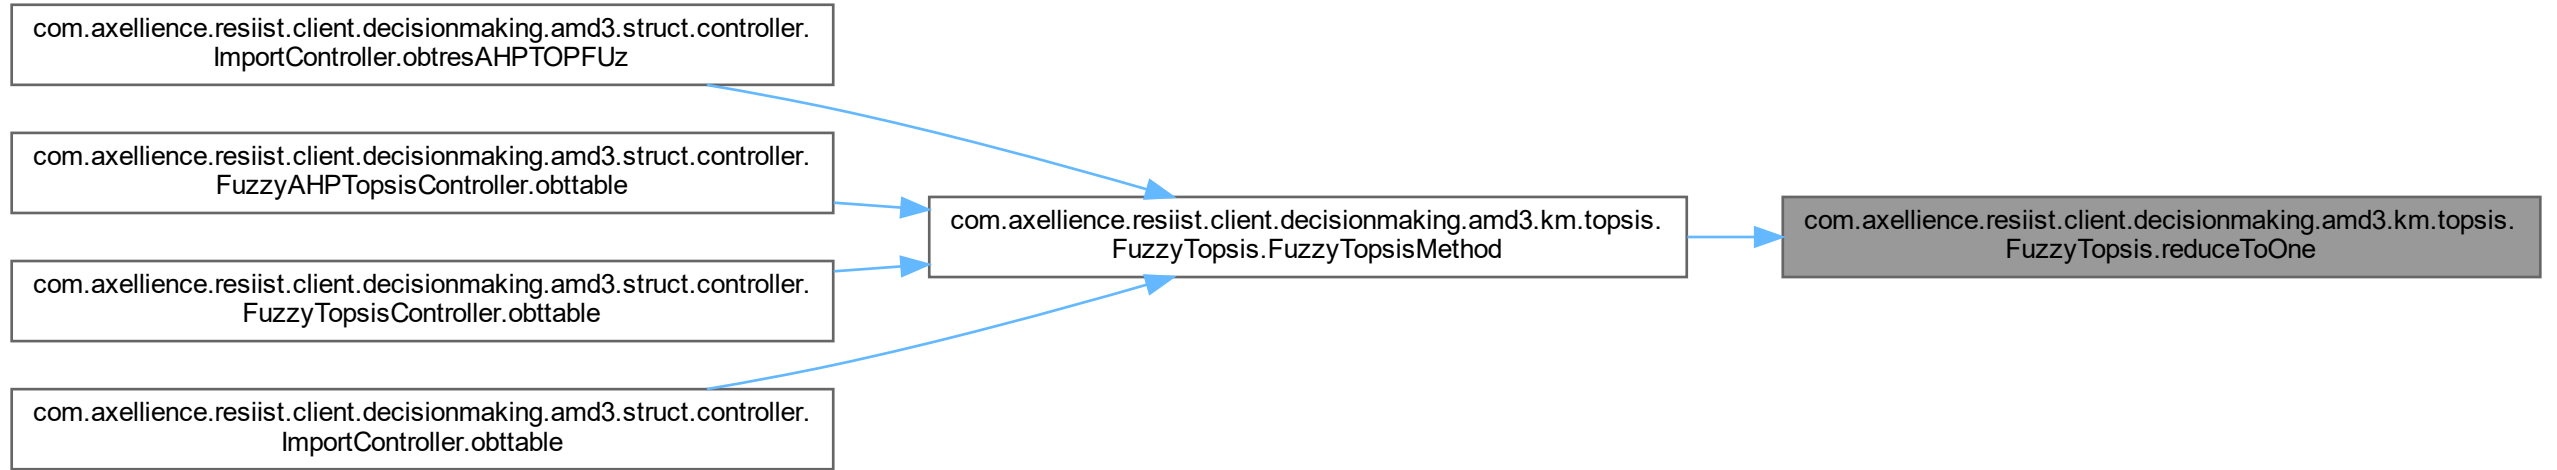 com.axellience.resiist.client.decisionmaking.amd3.struct.controller.
ImportController.obtresAHPTOPFUz
com.axellience.resiist.client.decisionmaking.amd3.struct.controller.
FuzzyAHPTopsisController.obttable
com.axellience.resiist.client.decisionmaking.amd3.struct.controller.
FuzzyTopsisController.obttable
com.axellience.resiist.client.decisionmaking.amd3.struct.controller.
ImportController.obttable
com.axellience.resiist.client.decisionmaking.amd3.km.topsis.
FuzzyTopsis.FuzzyTopsisMethod
com.axellience.resiist.client.decisionmaking.amd3.km.topsis.
FuzzyTopsis.reduceToOne